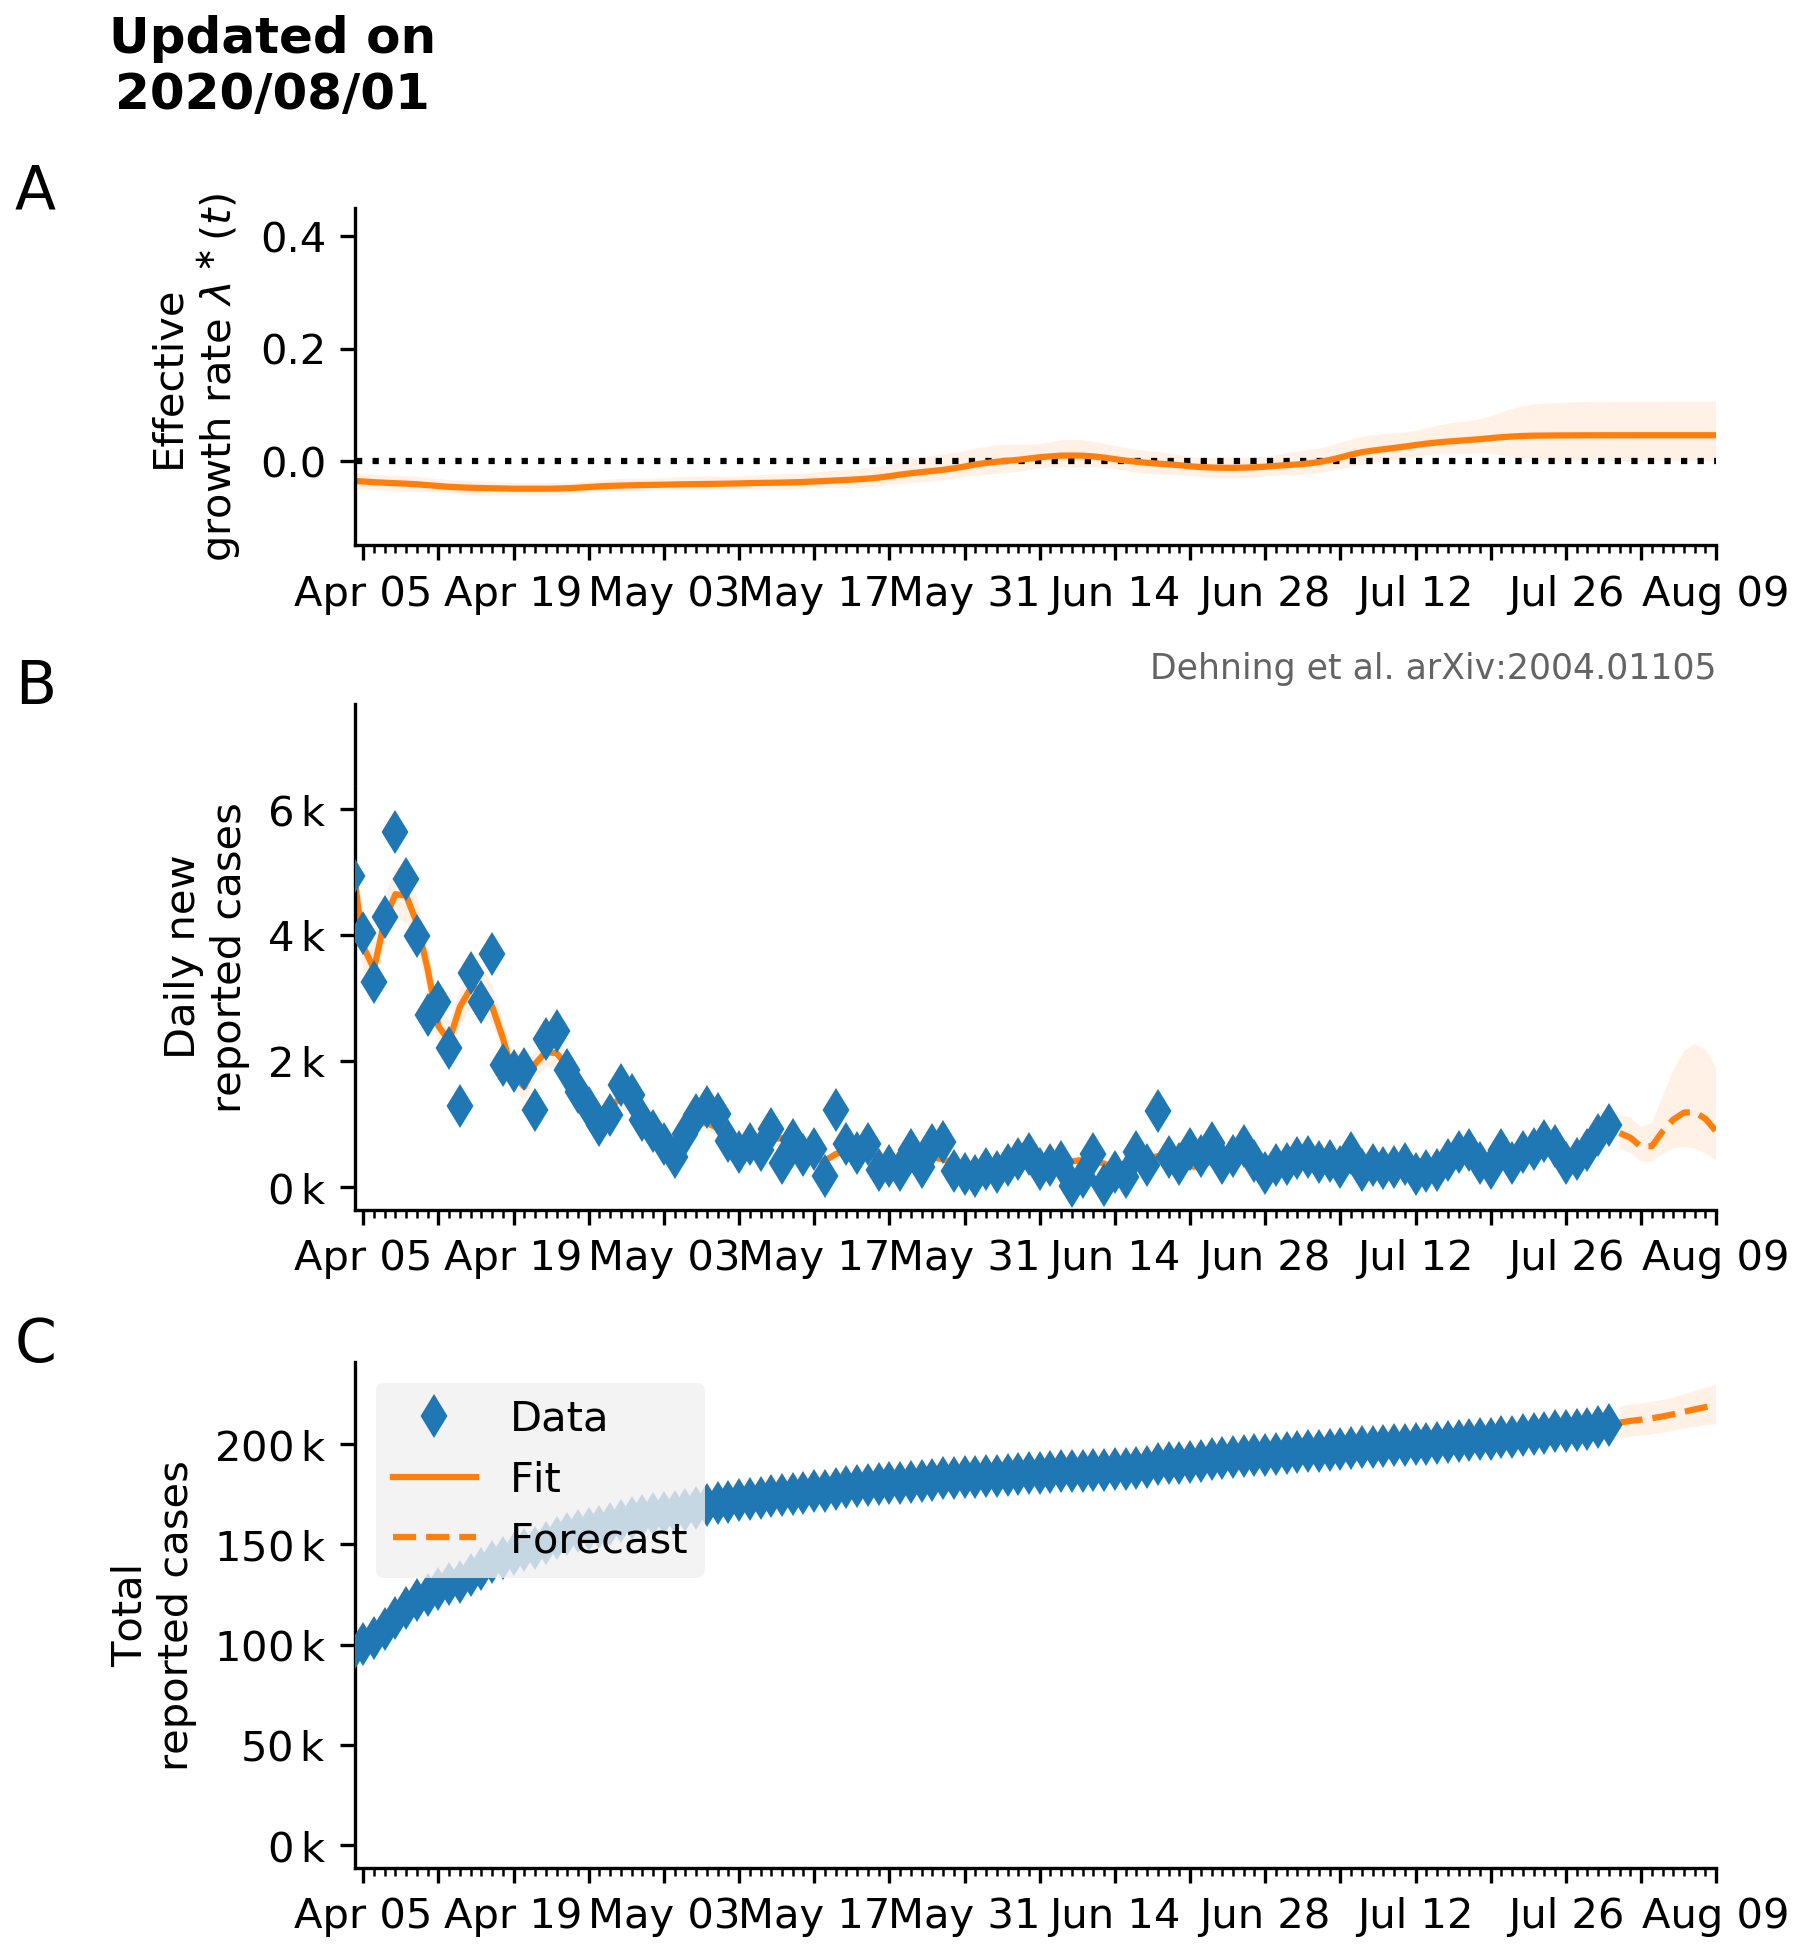 Updated on
2020/08/01
A
Effective
growth rate λ * (t)
0.4
0.2
0.0
Apr 05 Apr 19 May 03 May 17 May 31 Jun 14 Jun 28 Jul 12 Jul 26 Aug 09
B
Dehning et al. arXiv:2004.01105
Daily new
reported cases
6 k
4 k
2 k
0 k
Apr 05 Apr 19 May 03 May 17 May 31 Jun 14 Jun 28 Jul 12 Jul 26 Aug 09
C
Total
reported cases
200 k
150 k
100 k
50 k
0 k
Data
Fit
Forecast
Apr 05 Apr 19 May 03 May 17 May 31 Jun 14 Jun 28 Jul 12 Jul 26 Aug 09